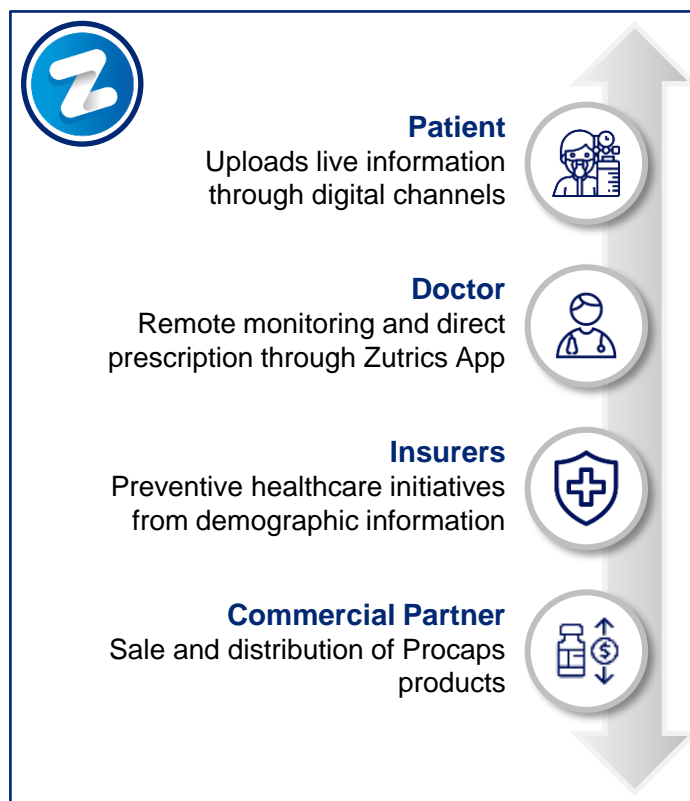 Patient
Uploads live information
through digital channels
Doctor
Remote monitoring and direct
prescription through Zutrics App
Insurers
Preventive healthcare initiatives
from demographic information
Commercial Partner
Sale and distribution of Procaps
products
$